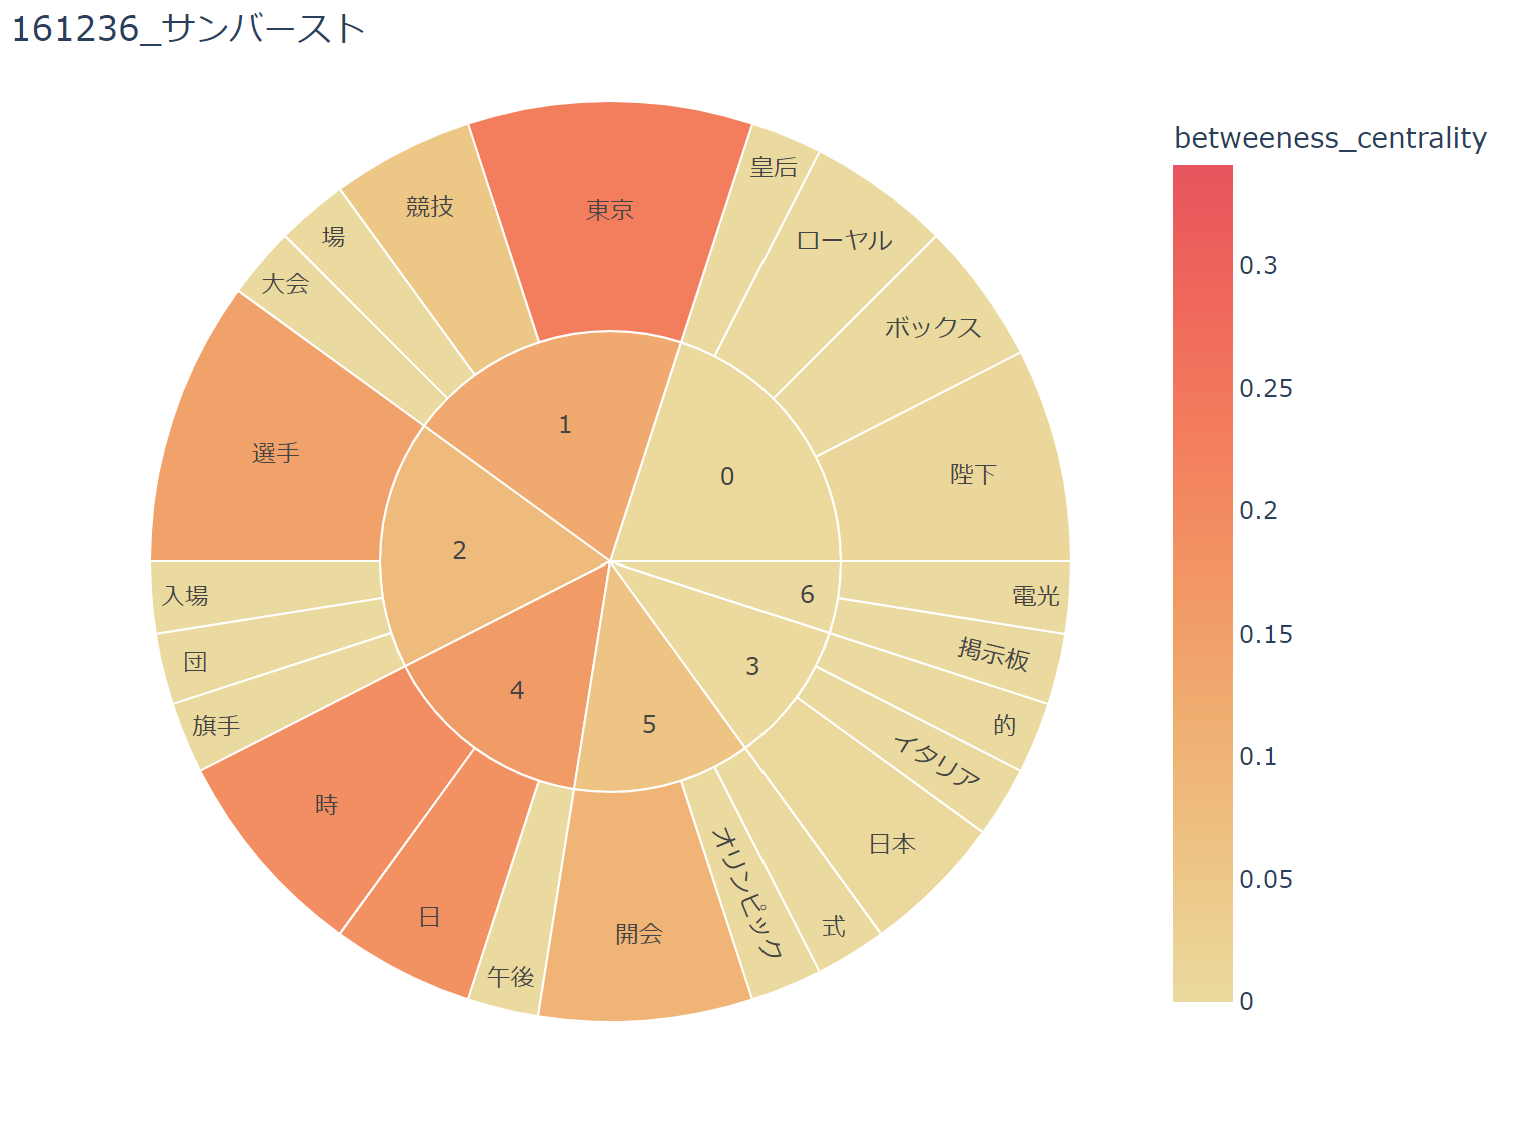 161236_サンバースト
betweeness_centrality
皇后
ローヤル
ボックス
陛下
0
東京
競技
場
大会
1
選手
入場
団
旗手
2
時
日
午後
4
開会
オリンピック
式
5
日本
イタリア
的
3
掲示板
電光
6
0.3
0.25
0.2
0.15
0.1
0.05
0